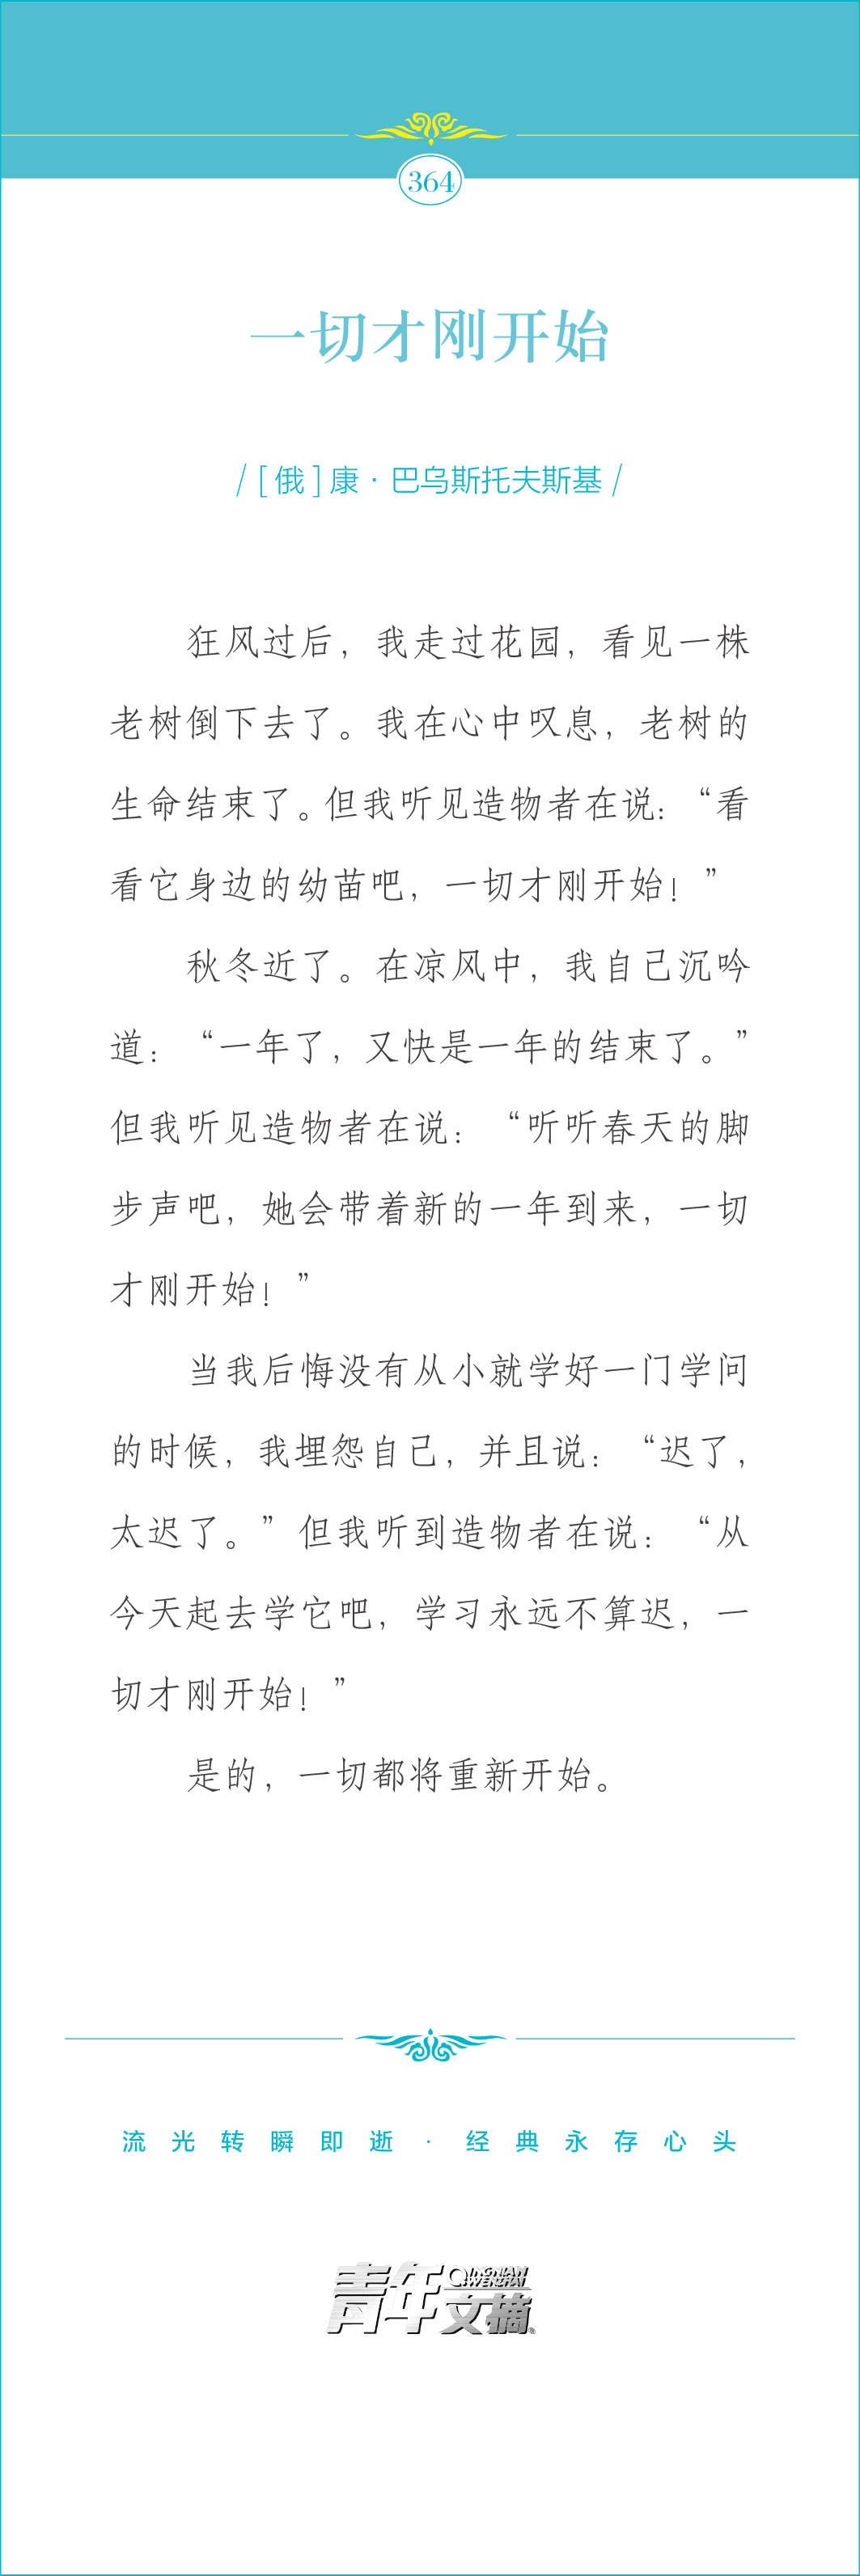 364
一切才刚开始
/ [ 俄 ] 康 · 巴乌斯托夫斯基 /
狂风过后，我走过花园，看见一株
老树倒下去了。我在心中叹息，老树的
生命结束了。但我听见造物者在说：“看
看它身边的幼苗吧，一切才刚开始！”
秋冬近了。在凉风中，我自己沉吟
道：“一年了，又快是一年的结束了。”
但我听见造物者在说：“听听春天的脚
步声吧，她会带着新的一年到来，一切
才刚开始！”
当我后悔没有从小就学好一门学问
的时候，我埋怨自己，并且说：“迟了，
太迟了。”但我听到造物者在说：“从
今天起去学它吧，学习永远不算迟，一
切才刚开始！”
是的，一切都将重新开始。
流光转瞬即逝 · 经典永存心头
青年文摘
QINGNIAN
WENZHAI
®